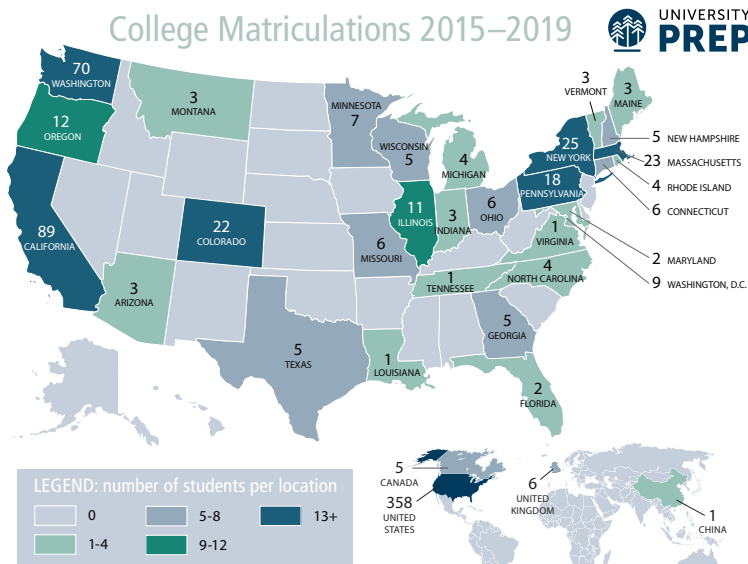 College Matriculations 2015–2019
UNIVERSITY
PREP
70
WASHINGTON
12
OREGON
89
CALIFORNIA
3
MONTANA
22
COLORADO
3
ARIZONA
MINNESOTA
7
WISCONSIN
5
4
MICHIGAN
11
ILLINOIS
3
INDIANA
6
OHIO
6
MISSOURI
5
TEXAS
1
LOUISIANA
1
TENNESSEE
4
NORTH CAROLINA
1
VIRGINIA
5
GEORGIA
2
FLORIDA
18
PENNSYLVANIA
25
NEW YORK
3
VERMONT
3
MAINE
5 NEW HAMPSHIRE
23 MASSACHUSETTS
4 RHODE ISLAND
6 CONNECTICUT
2 MARYLAND
9 WASHINGTON, D.C.
LEGEND: number of students per location
0
5-8
13+
1-4
9-12
5
CANADA
358
UNITED
STATES
6
UNITED
KINGDOM
1
CHINA